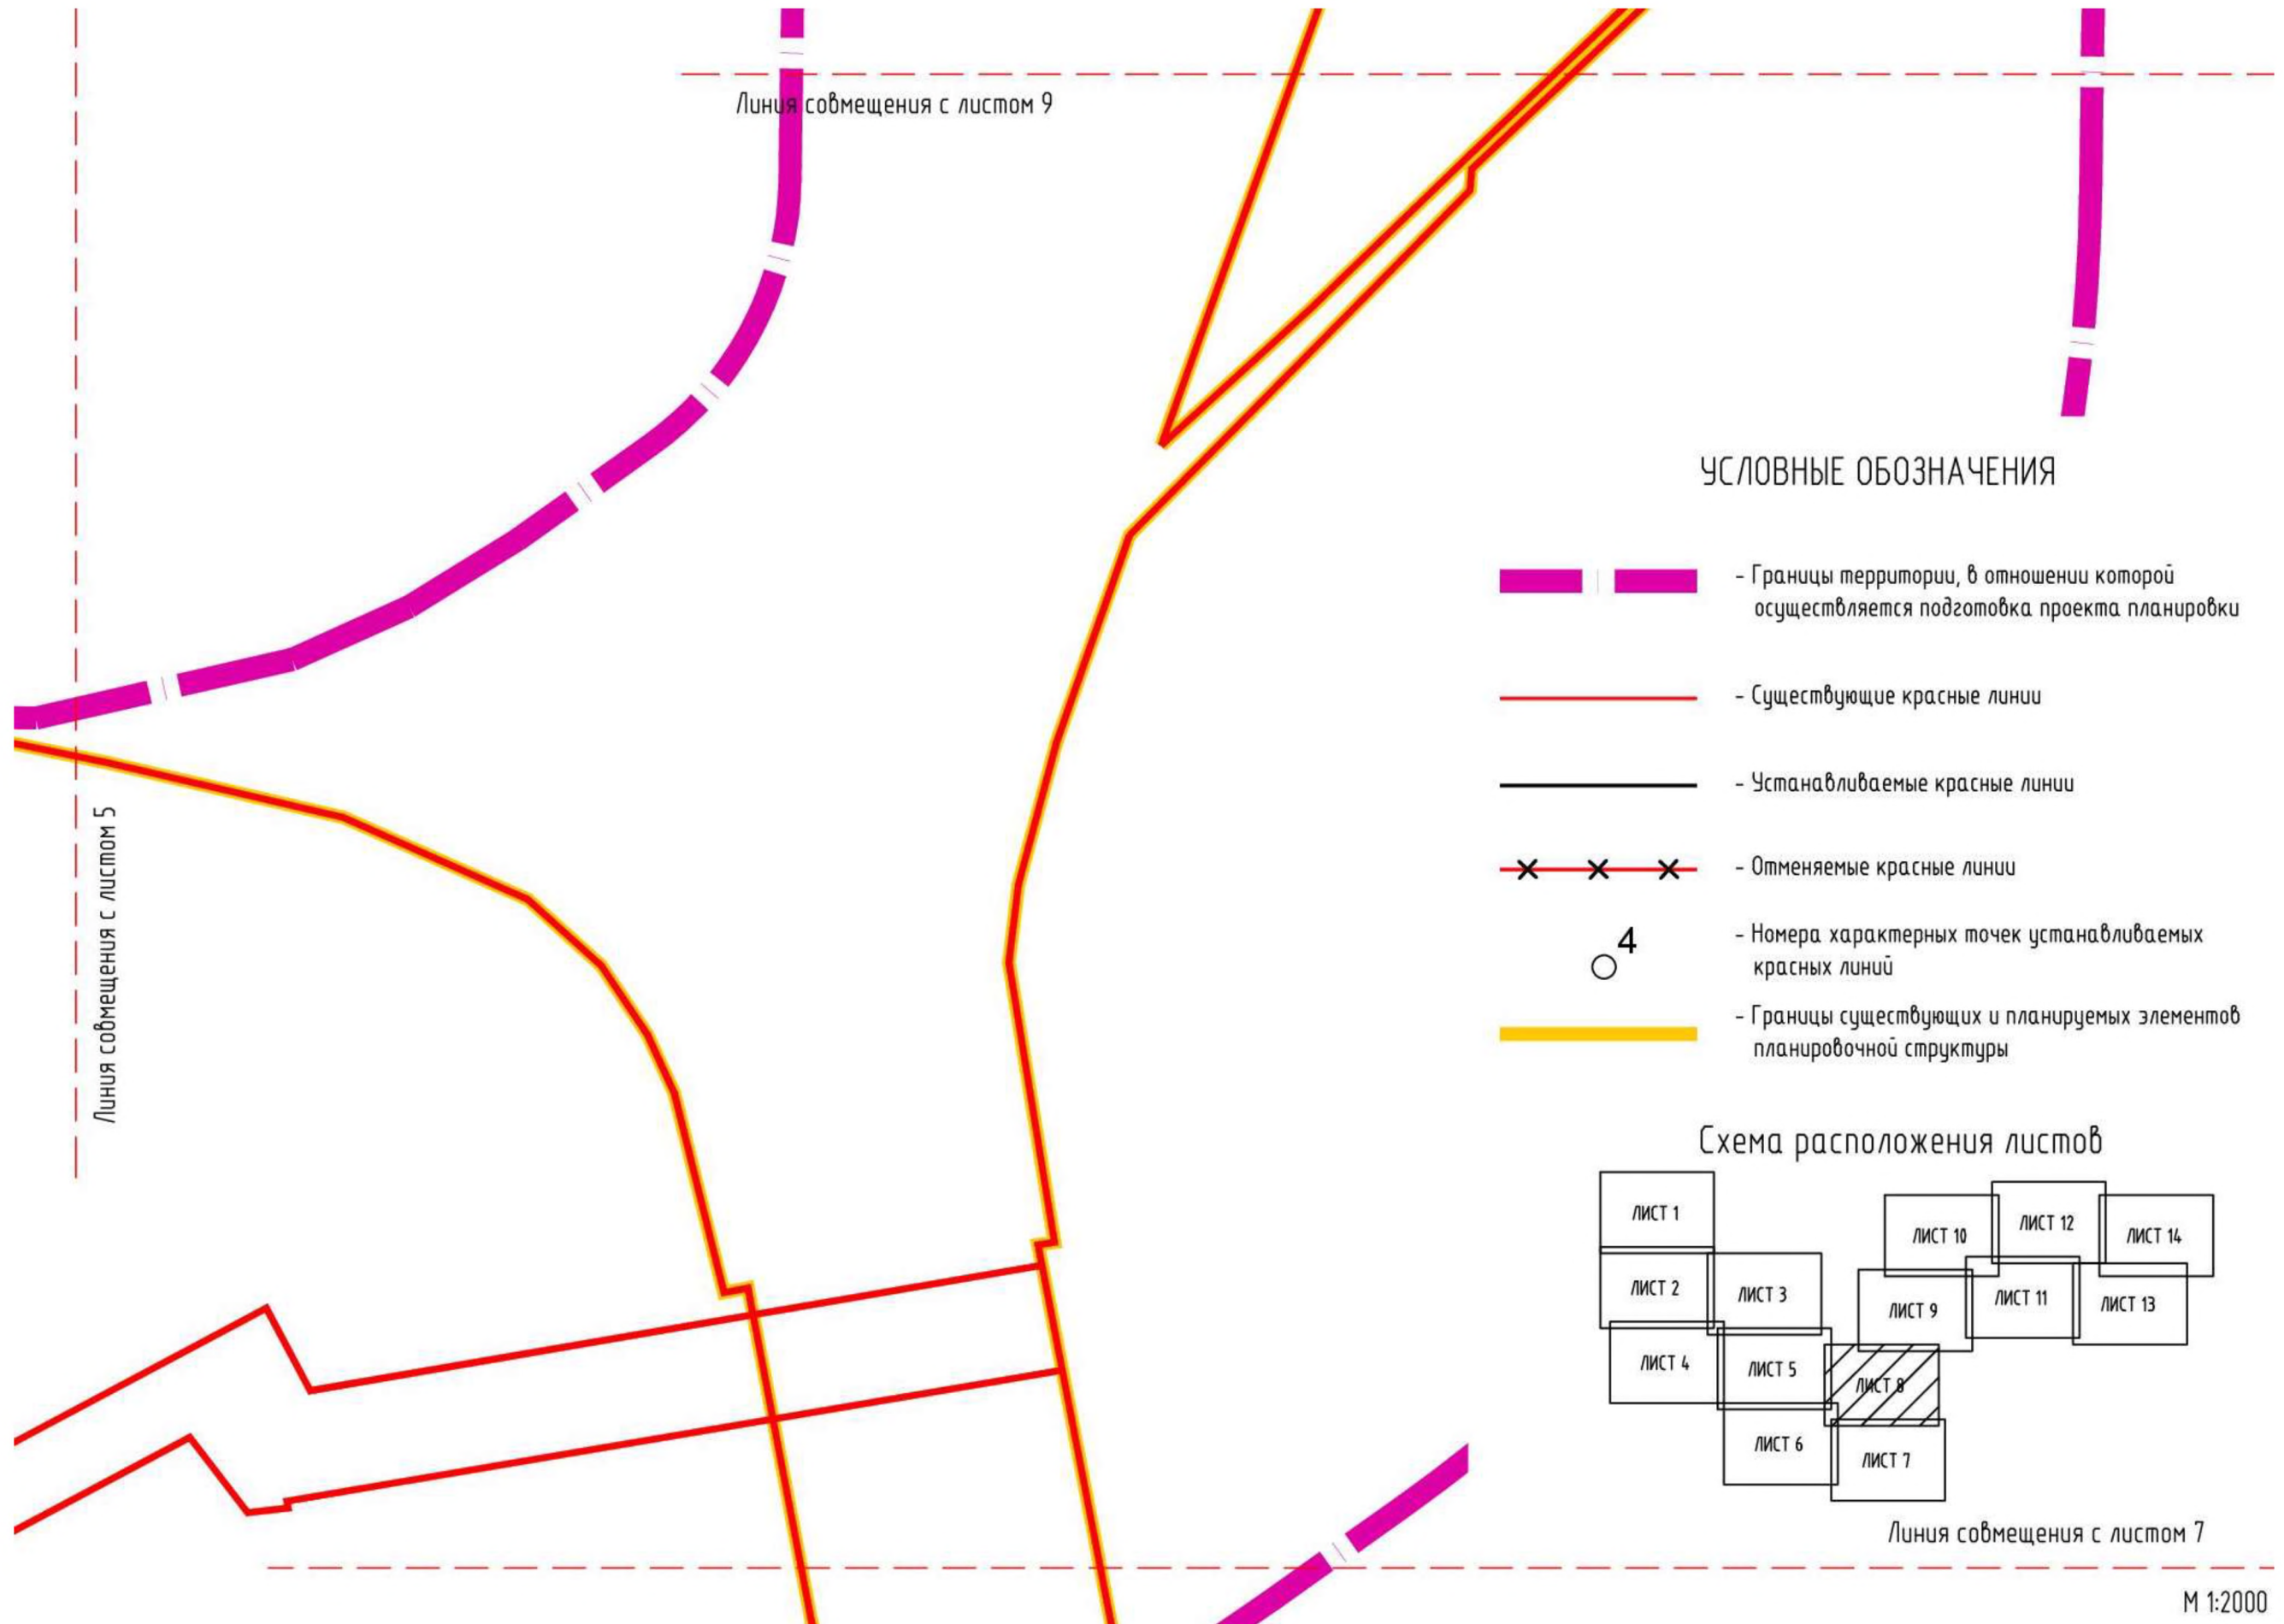 Линия совмещения с листом 9
Линия совмещения с листом 5
УСЛОВНЫЕ ОБОЗНАЧЕНИЯ
- Границы территории, в отношении которой
осуществляется подготовка проекта планировки
- Существующие красные линии
- Устанавливаемые красные линии
- Отменяемые красные линии
4
- Номера характерных точек устанавливаемых
красных линий
- Границы существующих и планируемых элементов
планировочной структуры
Схема расположения листов
ЛИСТ 1
ЛИСТ 2
ЛИСТ 3
ЛИСТ 4
ЛИСТ 5
ЛИСТ 6
ЛИСТ 7
ЛИСТ 8
ЛИСТ 9
ЛИСТ 10
ЛИСТ 11
ЛИСТ 12
ЛИСТ 13
ЛИСТ 14
Линия совмещения с листом 7
М 1:2000